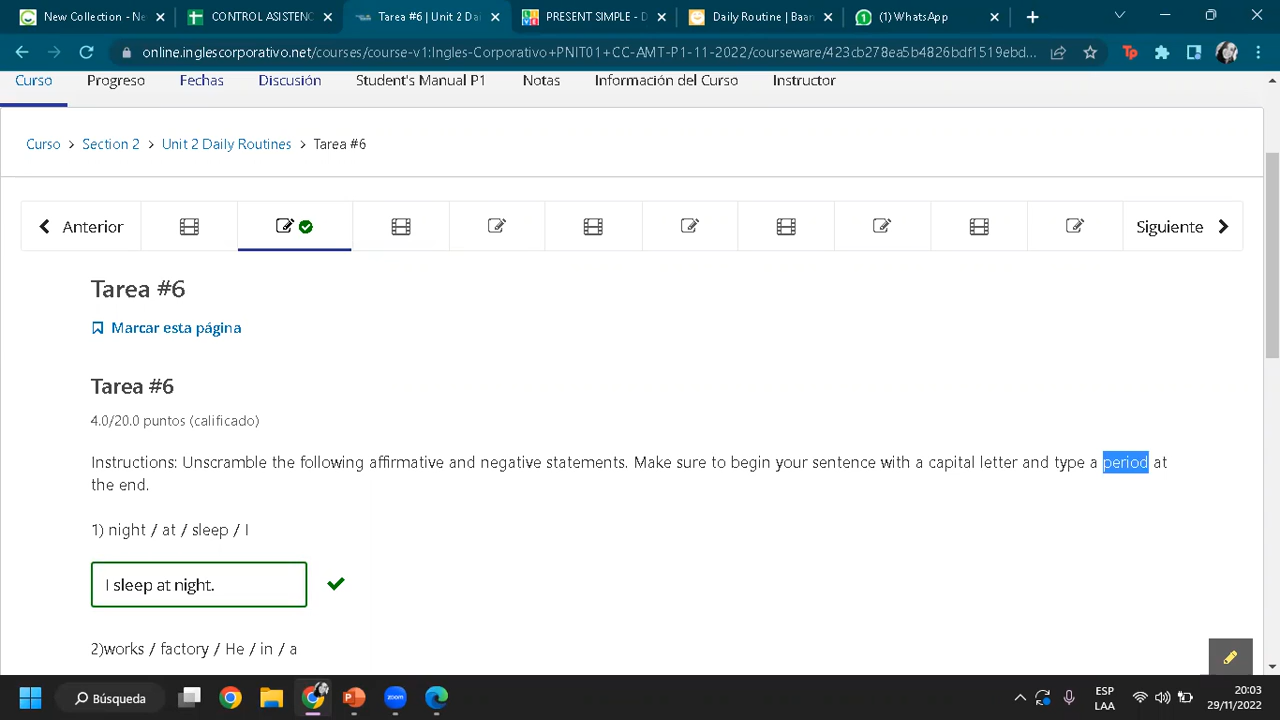 New Collection - Ne
CONTROL ASISTENC
Tarea #6 | Unit 2 Dai
PRESENT SIMPLE - D
Daily Routine | Baan
(1) WhatsApp
online.inglescorporativo.net/courses/course-v1:Ingles-Corporativo+PNIT01+CC-AMT-P1-11-2022/courseware/423cb278ea5b4826bdf1519ebd...
Curso Progreso Fechas Discusión Student's Manual P1 Notas Información del Curso Instructor
Curso > Section 2 > Unit 2 Daily Routines > Tarea #6
Anterior
Siguiente
Tarea #6
Marcar esta página
Tarea #6
4.0/20.0 puntos (calificado)
Instructions: Unscramble the following affirmative and negative statements. Make sure to begin your sentence with a capital letter and type a period at
the end.
1) night / at / sleep / I
I sleep at night.
2)works / factory / He / in / a
Búsqueda
ESP
LAA
20:03
29/11/2022